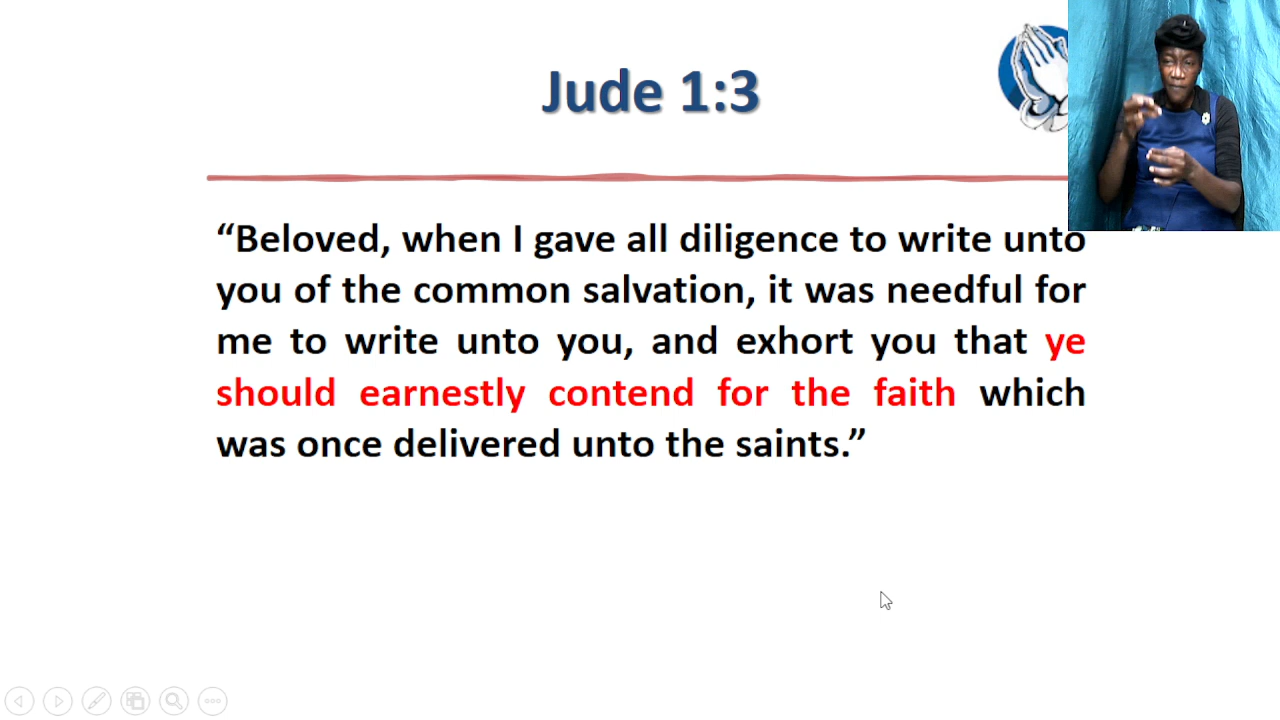 Jude 1:3
“Beloved, when I gave all diligence to write unto
you of the common salvation, it was needful for
me to write unto you, and exhort you that ye
should earnestly contend for the faith which
was once delivered unto the saints.”